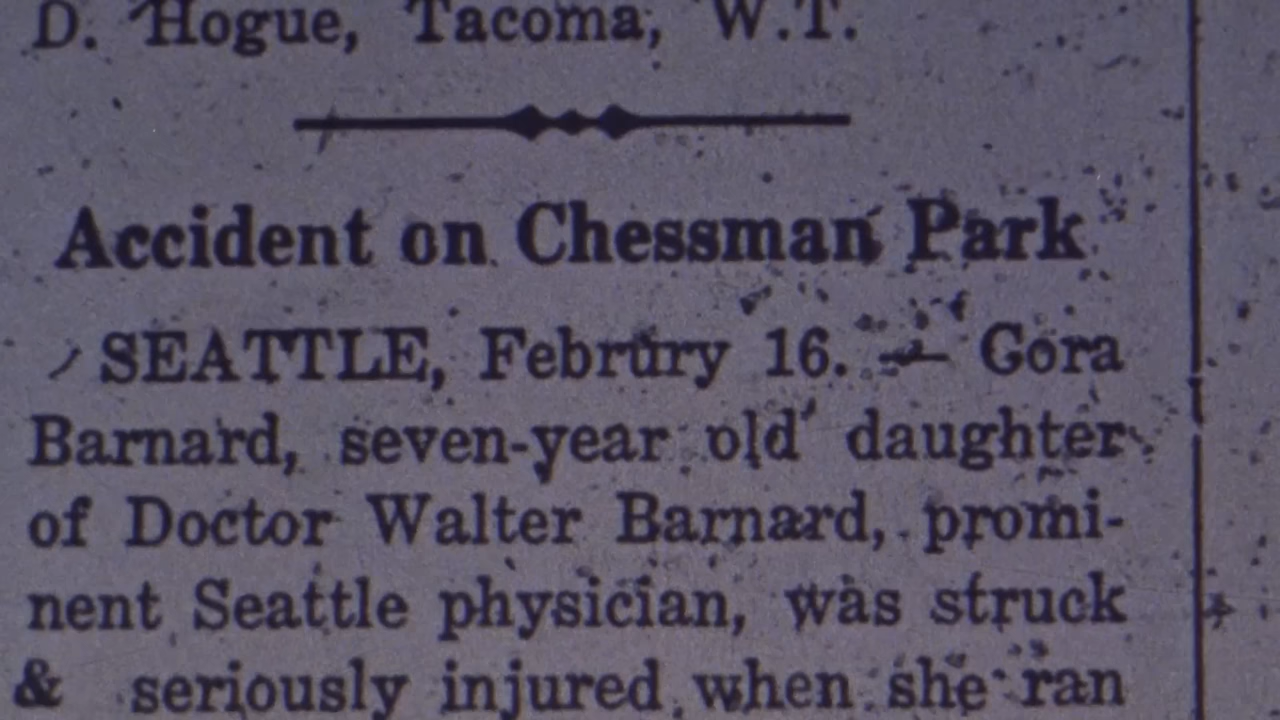 D. Hogue, Tacoma, W.T.
Accident on Chessman Park
SEATTLE, Februry 16. — Gora
Barnard, seven-year old daughter
of Doctor Walter Barnard, promi-
nent Seattle physician, was struck
& seriously injured when she ran